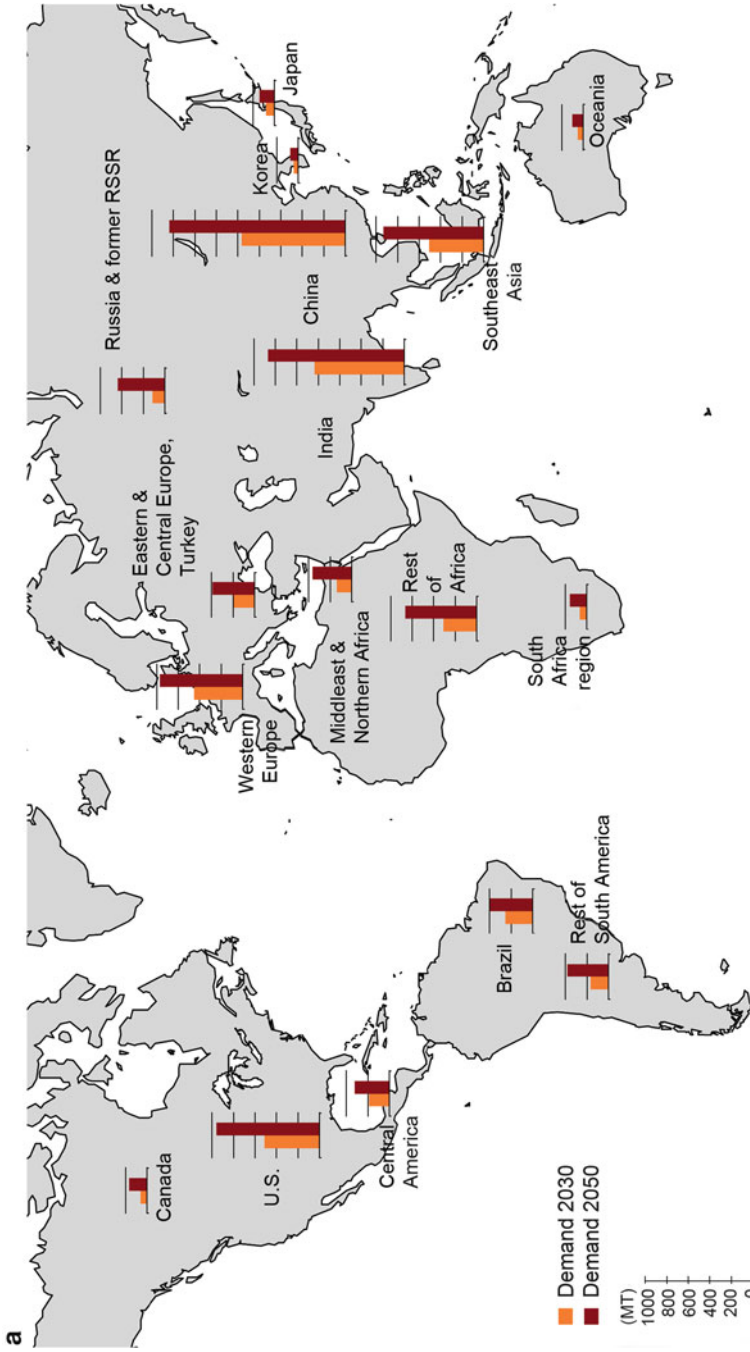 a
Canada
U.S.
Central
America
Brazil
Rest of
South America
Western
Europe
Eastern &
Central Europe,
Turkey
Middleast &
Northern Africa
Rest
of
Africa
South
Africa
region
Russia & former RSSR
India
China
Korea
Japan
Southeast
Asia
Oceania
Demand 2030
Demand 2050
(MT)
1000
800
600
400
200
0